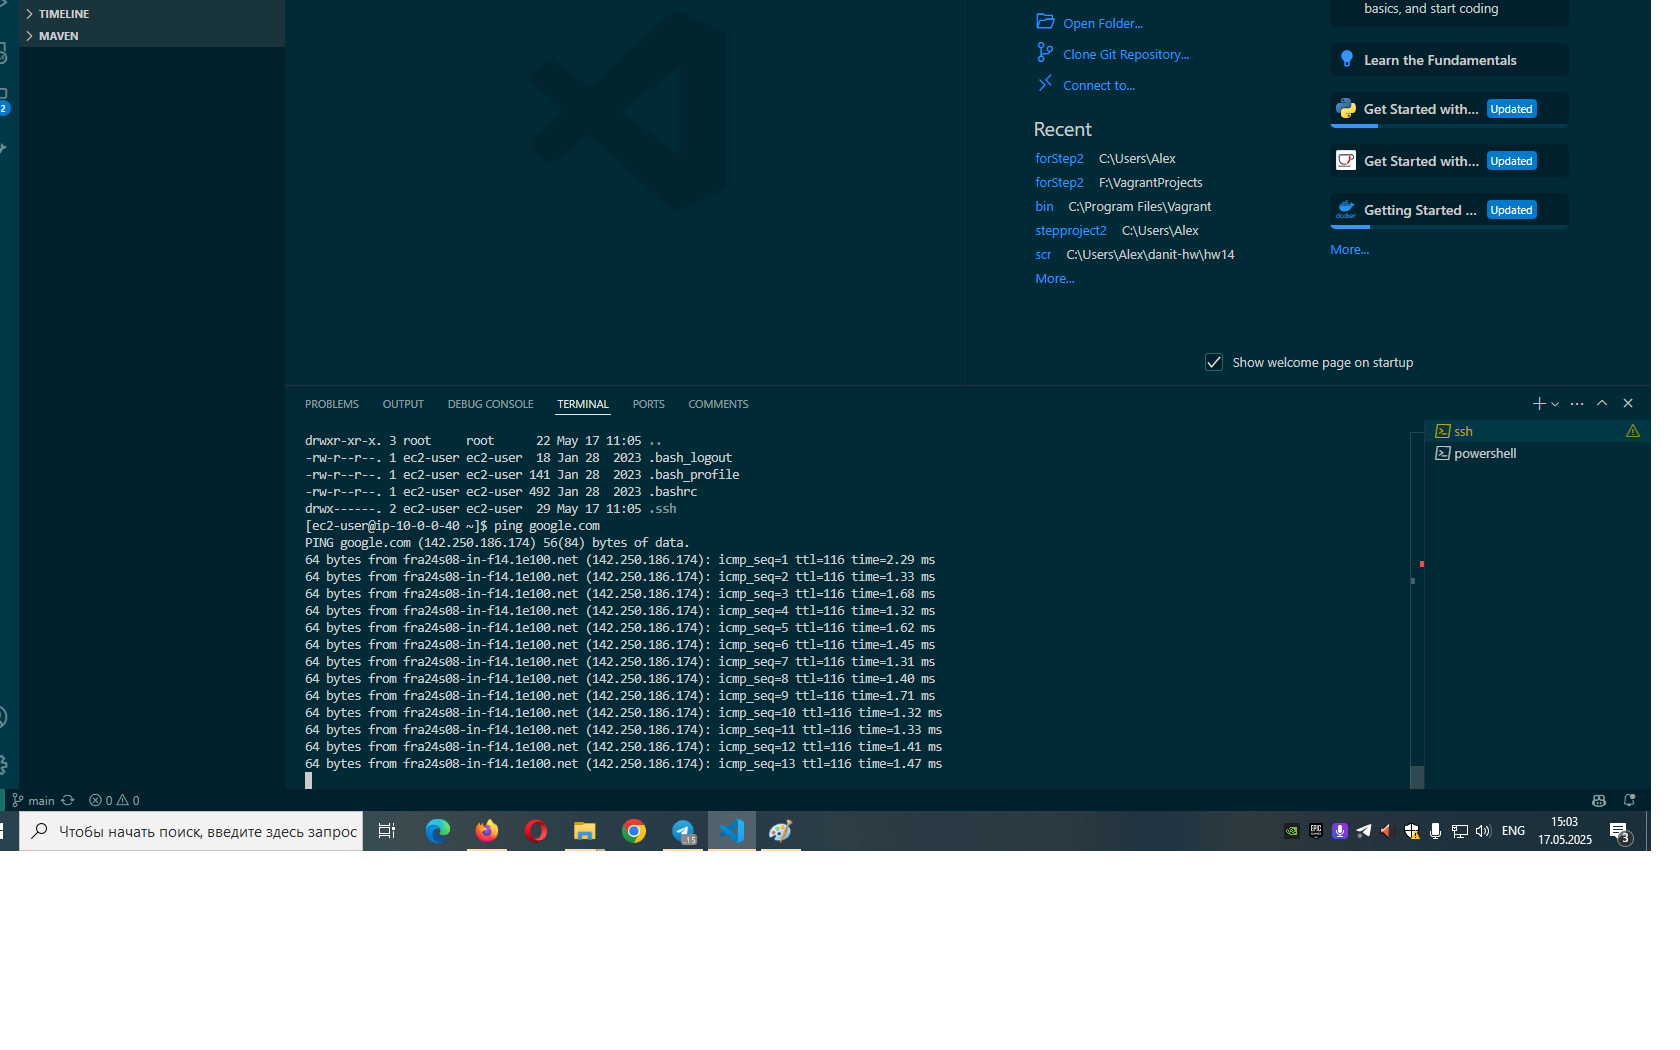 TIMELINE
MAVEN
2
Open Folder...
Clone Git Repository...
Connect to...
Recent
forStep2 C:\Users\Alex
forStep2 F:\VagrantProjects
bin C:\Program Files\Vagrant
stepproject2 C:\Users\Alex
scr C:\Users\Alex\danit-hw\hw14
More...
basics, and start coding
Learn the Fundamentals
Get Started with... Updated
Get Started with... Updated
docker Getting Started ... Updated
More...
Show welcome page on startup
PROBLEMS OUTPUT DEBUG CONSOLE TERMINAL PORTS COMMENTS
drwxr-xr-x. 3 root     root      22 May 17 11:05 ..
-rw-r--r--. 1 ec2-user ec2-user  18 Jan 28  2023 .bash_logout
-rw-r--r--. 1 ec2-user ec2-user 141 Jan 28  2023 .bash_profile
-rw-r--r--. 1 ec2-user ec2-user 492 Jan 28  2023 .bashrc
drwx------. 2 ec2-user ec2-user  29 May 17 11:05 .ssh
[ec2-user@ip-10-0-0-40 ~]$ ping google.com
PING google.com (142.250.186.174) 56(84) bytes of data.
64 bytes from fra24s08-in-f14.1e100.net (142.250.186.174): icmp_seq=1 ttl=116 time=2.29 ms
64 bytes from fra24s08-in-f14.1e100.net (142.250.186.174): icmp_seq=2 ttl=116 time=1.33 ms
64 bytes from fra24s08-in-f14.1e100.net (142.250.186.174): icmp_seq=3 ttl=116 time=1.68 ms
64 bytes from fra24s08-in-f14.1e100.net (142.250.186.174): icmp_seq=4 ttl=116 time=1.32 ms
64 bytes from fra24s08-in-f14.1e100.net (142.250.186.174): icmp_seq=5 ttl=116 time=1.62 ms
64 bytes from fra24s08-in-f14.1e100.net (142.250.186.174): icmp_seq=6 ttl=116 time=1.45 ms
64 bytes from fra24s08-in-f14.1e100.net (142.250.186.174): icmp_seq=7 ttl=116 time=1.31 ms
64 bytes from fra24s08-in-f14.1e100.net (142.250.186.174): icmp_seq=8 ttl=116 time=1.40 ms
64 bytes from fra24s08-in-f14.1e100.net (142.250.186.174): icmp_seq=9 ttl=116 time=1.71 ms
64 bytes from fra24s08-in-f14.1e100.net (142.250.186.174): icmp_seq=10 ttl=116 time=1.32 ms
64 bytes from fra24s08-in-f14.1e100.net (142.250.186.174): icmp_seq=11 ttl=116 time=1.33 ms
64 bytes from fra24s08-in-f14.1e100.net (142.250.186.174): icmp_seq=12 ttl=116 time=1.41 ms
64 bytes from fra24s08-in-f14.1e100.net (142.250.186.174): icmp_seq=13 ttl=116 time=1.47 ms
ssh
powershell
main 0 0
Чтобы начать поиск, введите здесь запрос
EPIC
ENG
15:03
17.05.2025
3